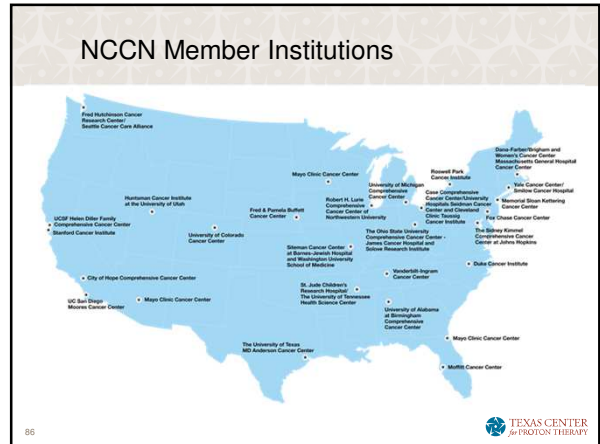 NCCN Member Institutions
Fred Hutchinson Cancer
Research Center/
Seattle Cancer Care Alliance
Dana-Farber/Brigham and
Women's Cancer Center
Massachusetts General Hospital
Cancer Center
Roswell Park
Cancer Institute
Mayo Clinic Cancer Center
University of Michigan
Comprehensive
Cancer Center
Case Comprehensive
Cancer Center/University
Hospitals Seidman Cancer
Center and Cleveland
Clinic Taussig
Cancer Institute
Yale Cancer Center/
Smilow Cancer Hospital
Memorial Sloan Kettering
Cancer Center
Huntsman Cancer Institute
at the University of Utah
Robert H. Lurie
Comprehensive
Cancer Center of
Northwestern University
Fred & Pamela Buffett
Cancer Center
Fox Chase Cancer Center
UCSF Helen Diller Family
Comprehensive Cancer Center
Stanford Cancer Institute
University of Colorado
Cancer Center
The Ohio State University
Comprehensive Cancer Center -
James Cancer Hospital and
Solove Research Institute
The Sidney Kimmel
Comprehensive Cancer
Center at Johns Hopkins
Siteman Cancer Center
at Barnes-Jewish Hospital
and Washington University
School of Medicine
Duke Cancer Institute
Vanderbilt-Ingram
Cancer Center
City of Hope Comprehensive Cancer Center
St. Jude Children's
Research Hospital/
The University of Tennessee
Health Science Center
UC San Diego
Moores Cancer Center
Mayo Clinic Cancer Center
University of Alabama
at Birmingham
Comprehensive
Cancer Center
Mayo Clinic Cancer Center
The University of Texas
MD Anderson Cancer Center
Moffitt Cancer Center
86
TEXAS CENTER
for PROTON THERAPY